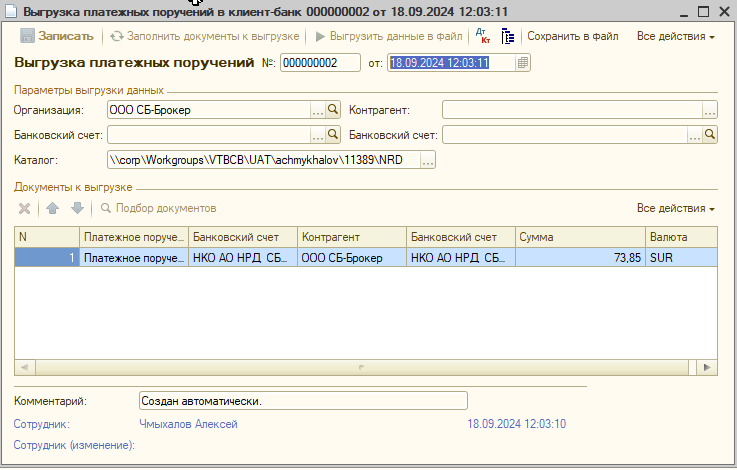 Выгрузка платежных поручений в клиент-банк 000000002 от 18.09.2024 12:03:11
Записать Заполнить документы к выгрузке Выгрузить данные в файл Дт Кт Сохранить в файл Все действия
Выгрузка платежных поручений №: 000000002 от: 18.09.2024 12:03:11
Параметры выгрузки данных
Организация: ООО СБ-Брокер ... Контрагент: ...
Банковский счет: ... Банковский счет: ...
Каталог: \\corp\Workgroups\VTBCB\UAT\achmykhalov\11389\NRD ...
Документы к выгрузке
Подбор документов Все действия
N Платежное поруче... Банковский счет Контрагент Банковский счет Сумма Валюта
1 Платежное поруче... НКО АО НРД СБ... ООО СБ-Брокер НКО АО НРД СБ... 73,85 SUR
Комментарий: Создан автоматически.
Сотрудник: Чмыхалов Алексей 18.09.2024 12:03:10
Сотрудник (изменение):